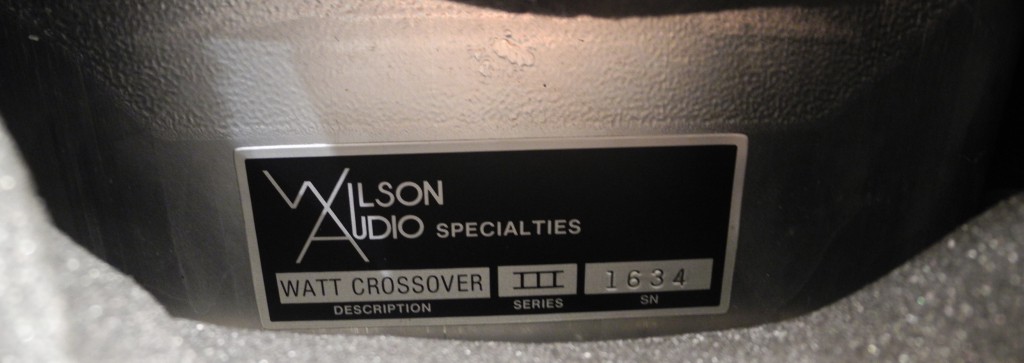 WILSON
AUDIO SPECIALTIES
WATT CROSSOVER III 1634
DESCRIPTION SERIES SN